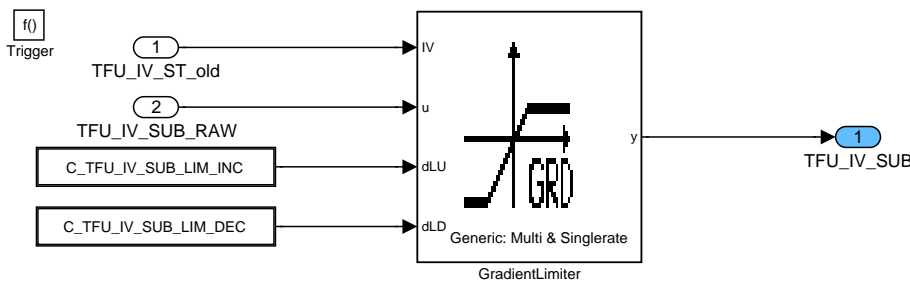 f()
Trigger
1
TFU_IV_ST_old
2
TFU_IV_SUB_RAW
C_TFU_IV_SUB_LIM_INC
C_TFU_IV_SUB_LIM_DEC
IV
u
dLU
dLD
y
GRD
Generic: Multi & Singlerate
GradientLimiter
1
TFU_IV_SUB